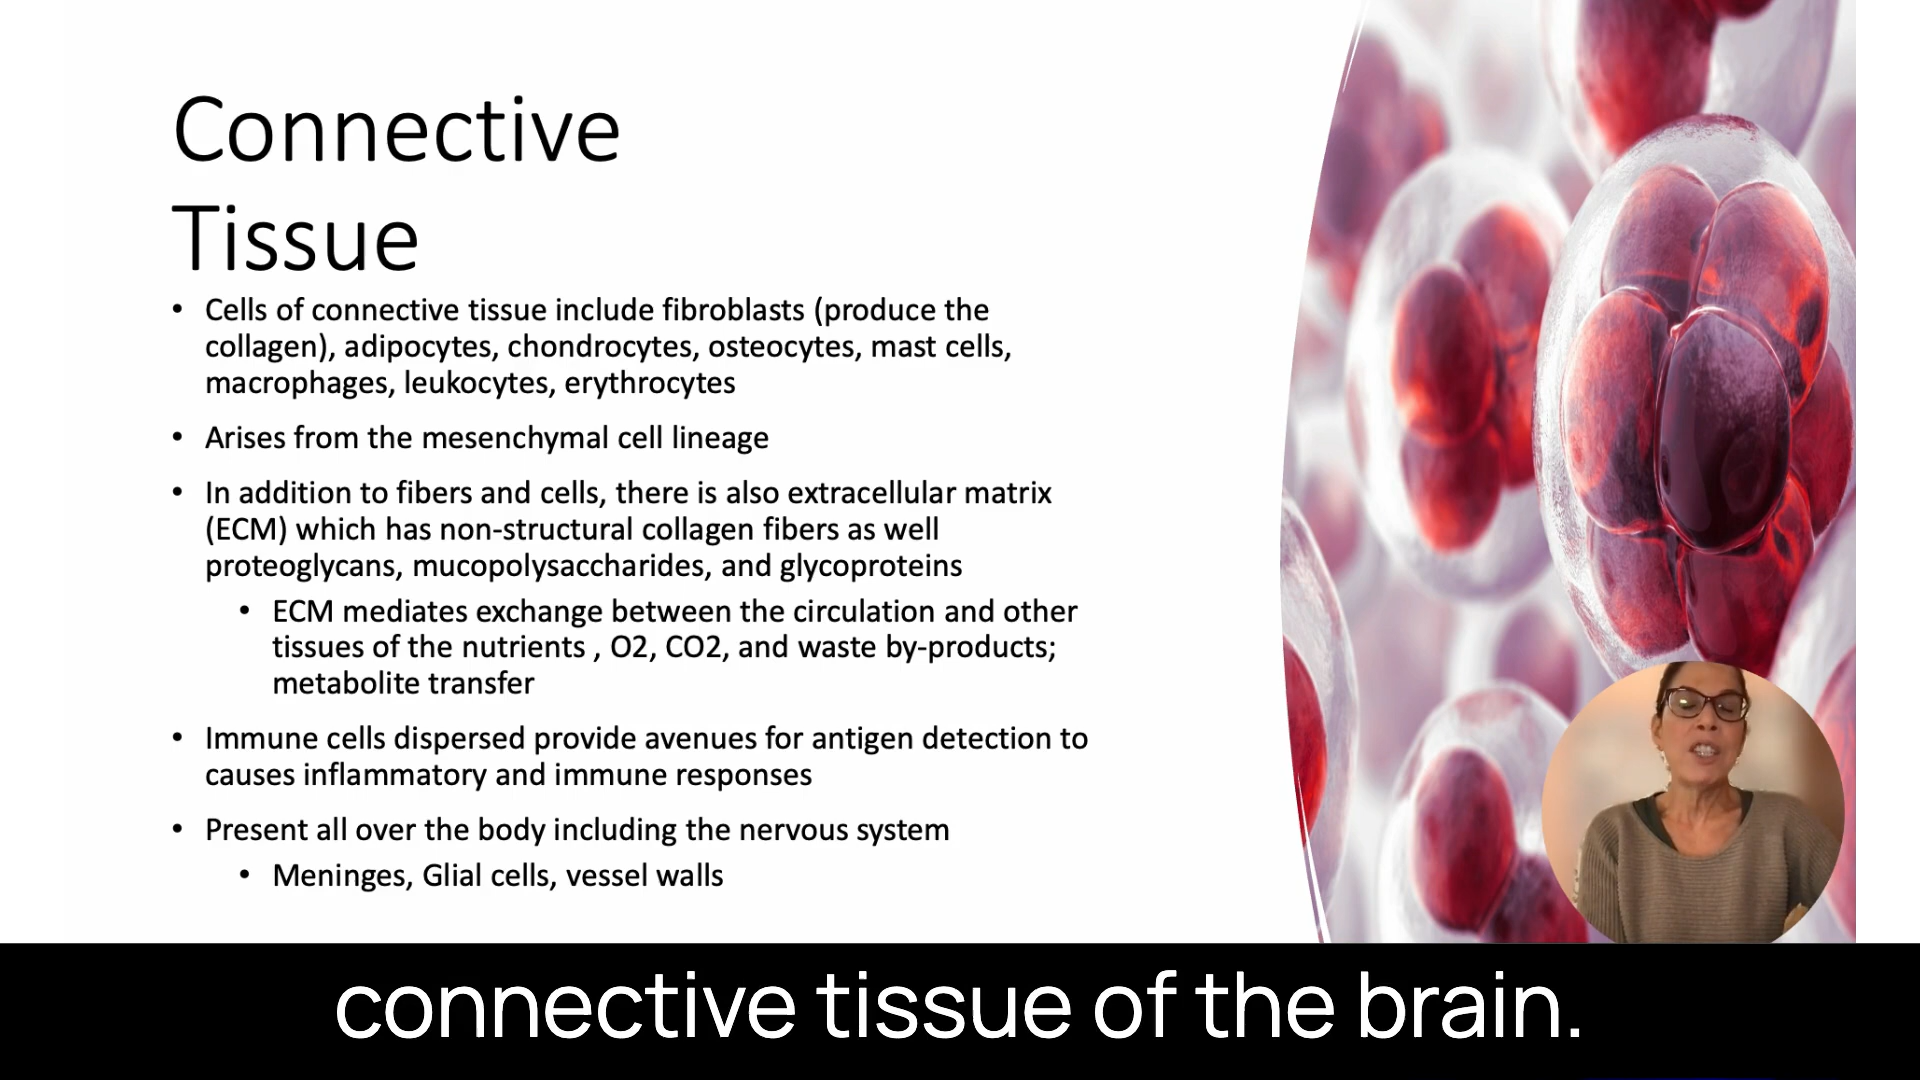 Connective
Tissue
• Cells of connective tissue include fibroblasts (produce the
collagen), adipocytes, chondrocytes, osteocytes, mast cells,
macrophages, leukocytes, erythrocytes
• Arises from the mesenchymal cell lineage
• In addition to fibers and cells, there is also extracellular matrix
(ECM) which has non-structural collagen fibers as well
proteoglycans, mucopolysaccharides, and glycoproteins
• ECM mediates exchange between the circulation and other
tissues of the nutrients , O2, CO2, and waste by-products;
metabolite transfer
• Immune cells dispersed provide avenues for antigen detection to
causes inflammatory and immune responses
• Present all over the body including the nervous system
• Meninges, Glial cells, vessel walls
connective tissue of the brain.